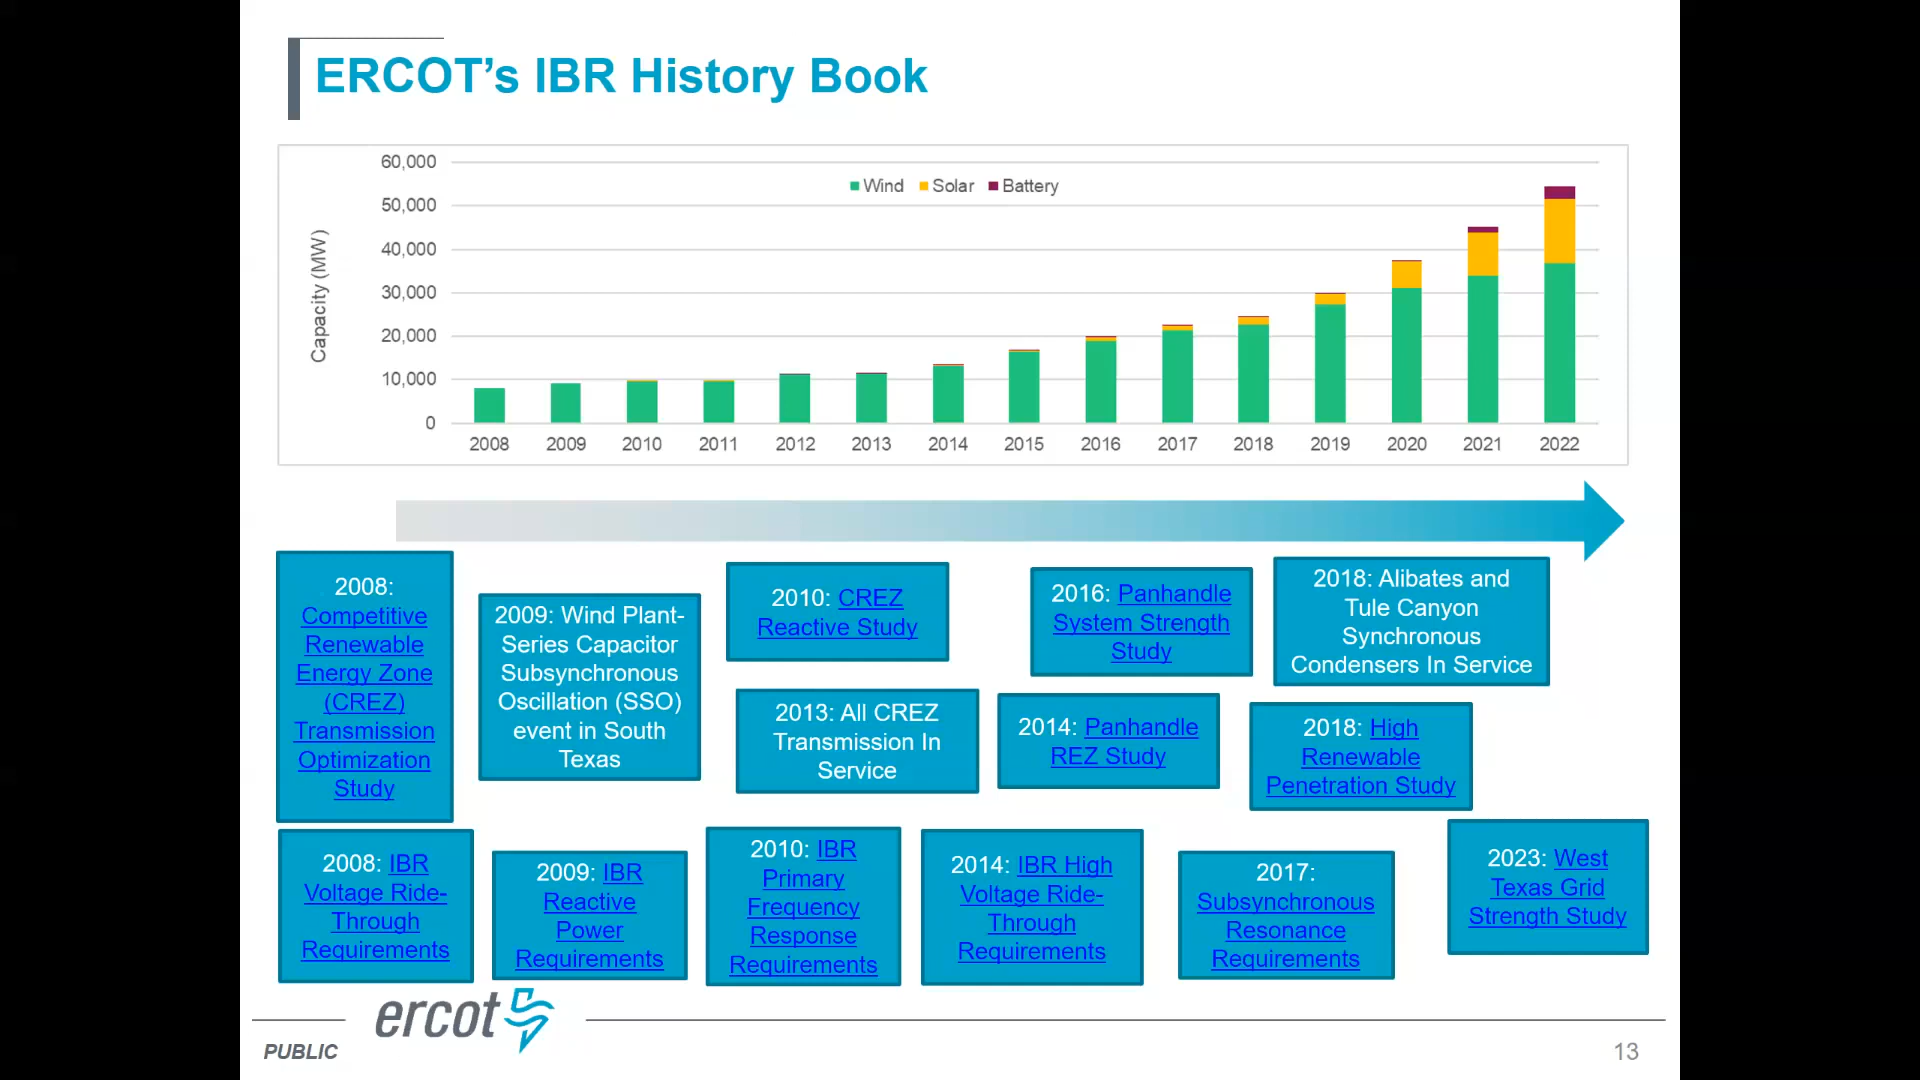 ERCOT's IBR History Book
60,000
50,000
40,000
30,000
20,000
10,000
0
Capacity (MW)
Wind Solar Battery
2008 2009 2010 2011 2012 2013 2014 2015 2016 2017 2018 2019 2020 2021 2022
2008:
Competitive
Renewable
Energy Zone
(CREZ)
Transmission
Optimization
Study
2009: Wind Plant-
Series Capacitor
Subsynchronous
Oscillation (SSO)
event in South
Texas
2010: CREZ
Reactive Study
2013: All CREZ
Transmission In
Service
2016: Panhandle
System Strength
Study
2014: Panhandle
REZ Study
2018: Alibates and
Tule Canyon
Synchronous
Condensers In Service
2018: High
Renewable
Penetration Study
2008: IBR
Voltage Ride-
Through
Requirements
2009: IBR
Reactive
Power
Requirements
2010: IBR
Primary
Frequency
Response
Requirements
2014: IBR High
Voltage Ride-
Through
Requirements
2017:
Subsynchronous
Resonance
Requirements
2023: West
Texas Grid
Strength Study
ercot
PUBLIC
13